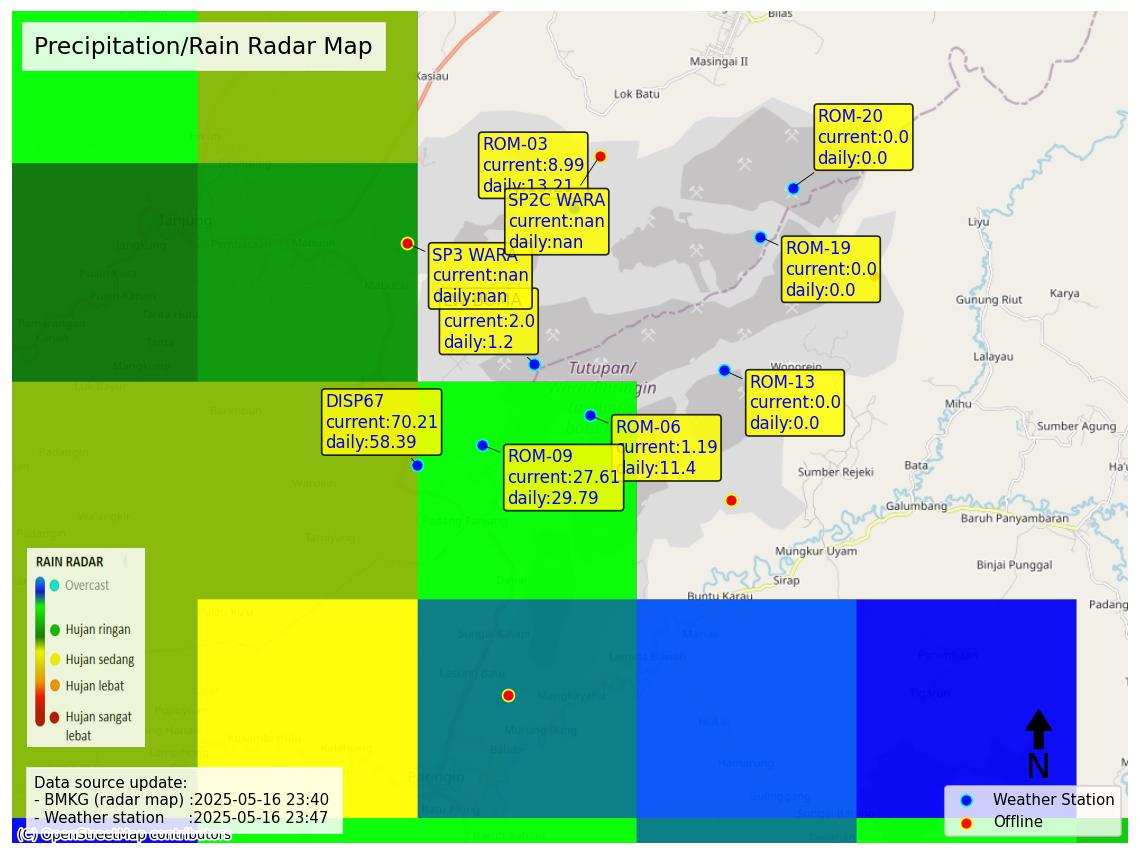 Precipitation/Rain Radar Map
Bilas
Masingai II
Kasiau
Lok Batu
ROM-20
current:0.0
daily:0.0
ROM-03
current:8.99
daily:13.21
SP2C WARA
current:nan
daily:nan
ROM-19
current:0.0
daily:0.0
SP3 WARA
current:nan
daily:nan
current:2.0
daily:1.2
Tanjung
Jangkung
Mabuun
Maburai
Liyu
Gunung Riut
Karya
Lalayau
Wonorejo
Tutupan/
ROM-13
current:0.0
daily:0.0
Mihu
Sumber Agung
DISP67
current:70.21
daily:58.39
ROM-06
current:1.19
daily:11.4
ROM-09
current:27.61
daily:29.79
Sumber Rejeki
Bata
Ha'u
Galumbang
Baruh Panyambaran
Mungkur Uyam
Binjai Punggal
Sirap
Buntu Karau
Padang
RAIN RADAR
Overcast
Hujan ringan
Hujan sedang
Hujan lebat
Hujan sangat
lebat
Mangkayahu
Murung Ilung
Paringin
N
Data source update:
- BMKG (radar map) :2025-05-16 23:40
- Weather station :2025-05-16 23:47
Weather Station
Offline
(C) OpenStreetMap contributors